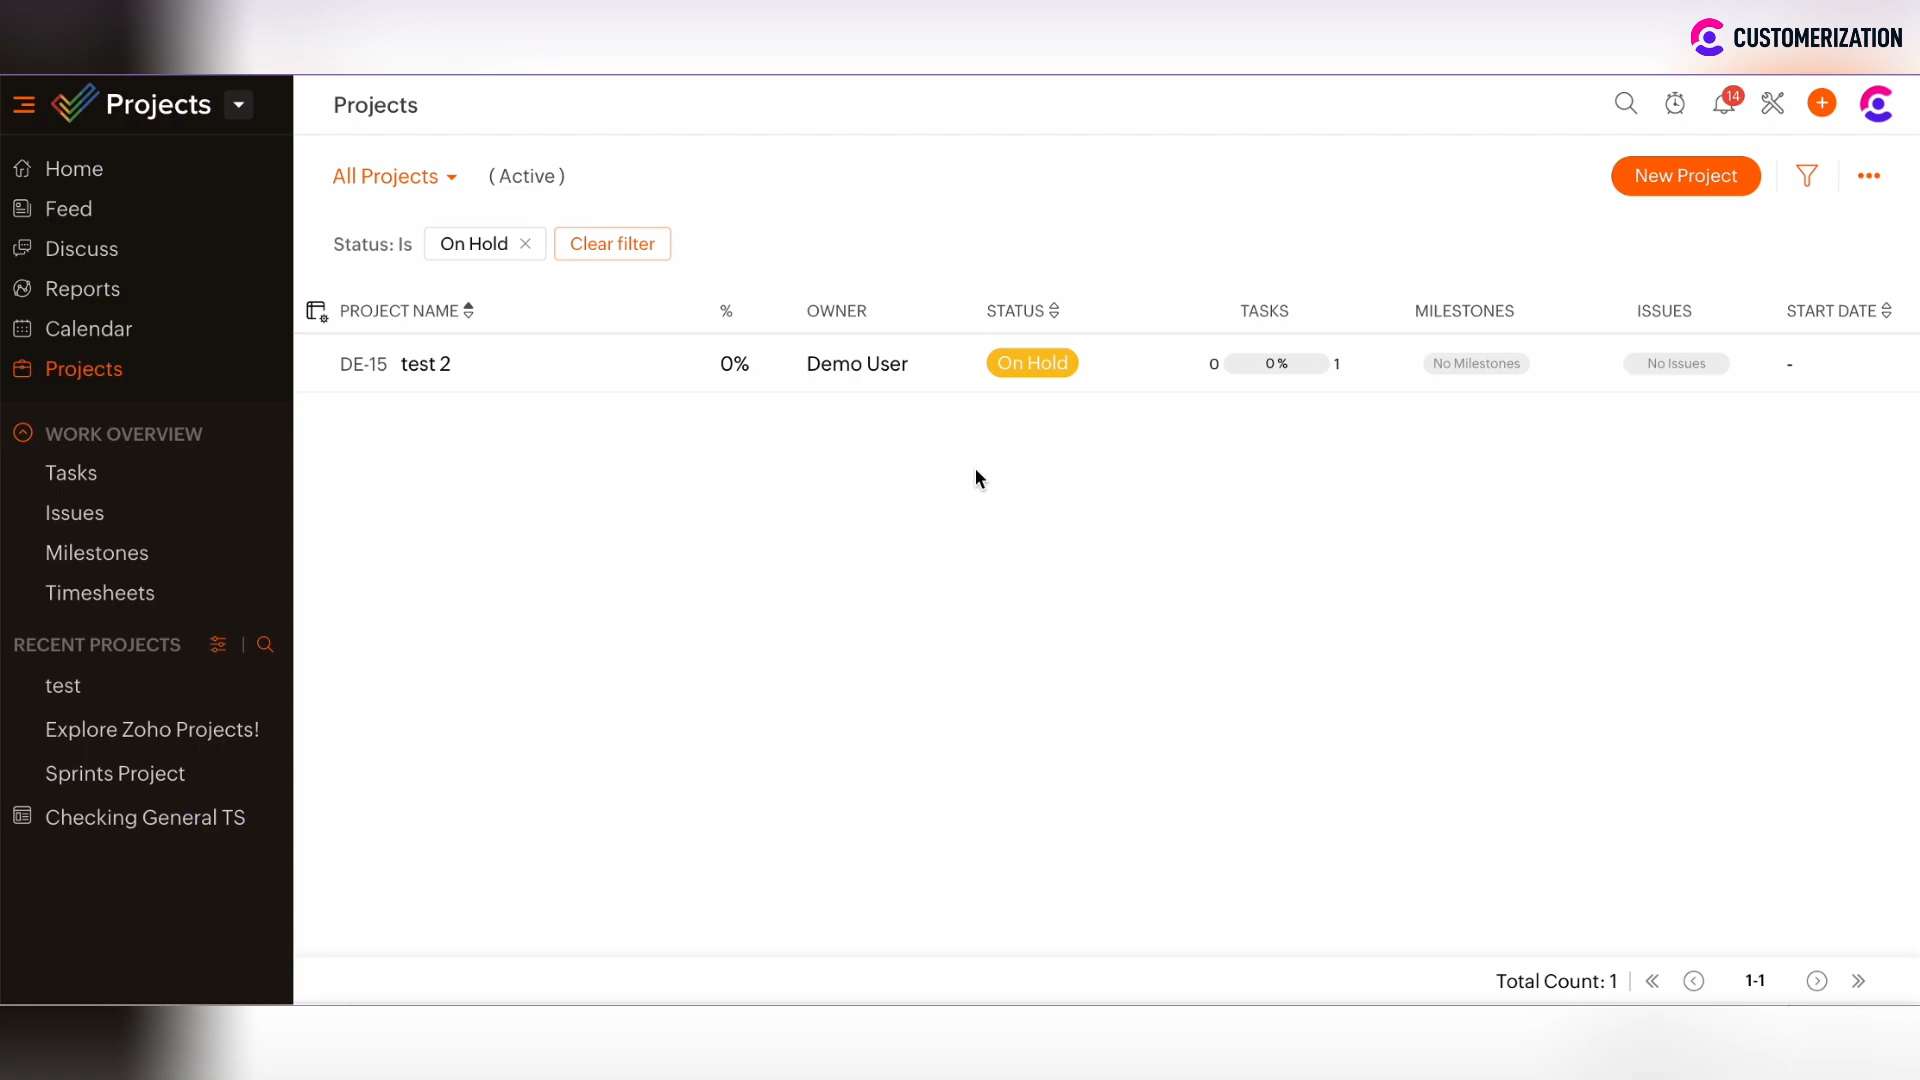 CUSTOMERIZATION
Projects
Projects
14
Home
Feed
Discuss
Reports
Calendar
Projects
WORK OVERVIEW
Tasks
Issues
Milestones
Timesheets
RECENT PROJECTS
test
Explore Zoho Projects!
Sprints Project
Checking General TS
All Projects ( Active )
New Project
Status: Is On Hold Clear filter
PROJECT NAME % OWNER STATUS TASKS MILESTONES ISSUES START DATE
DE-15 test 2 0% Demo User On Hold 0 0 % 1 No Milestones No Issues -
Total Count: 1 1-1